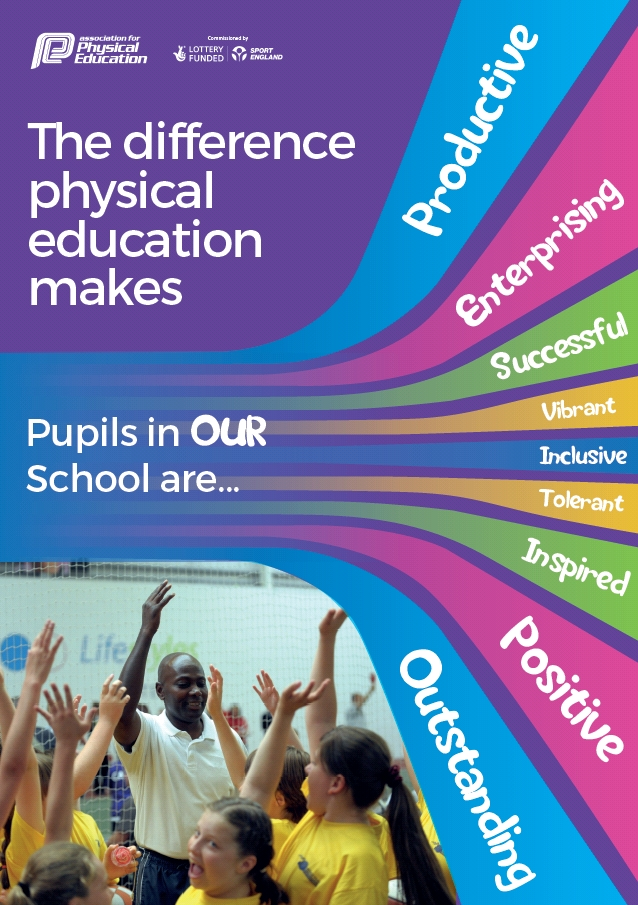 association for
Physical
Education
Commissioned by
LOTTERY
FUNDED
SPORT
ENGLAND
The difference
physical
education
makes
Pupils in OUR
School are...
Productive
Enterprising
Successful
Vibrant
Inclusive
Tolerant
Inspired
Positive
Outstanding
Life